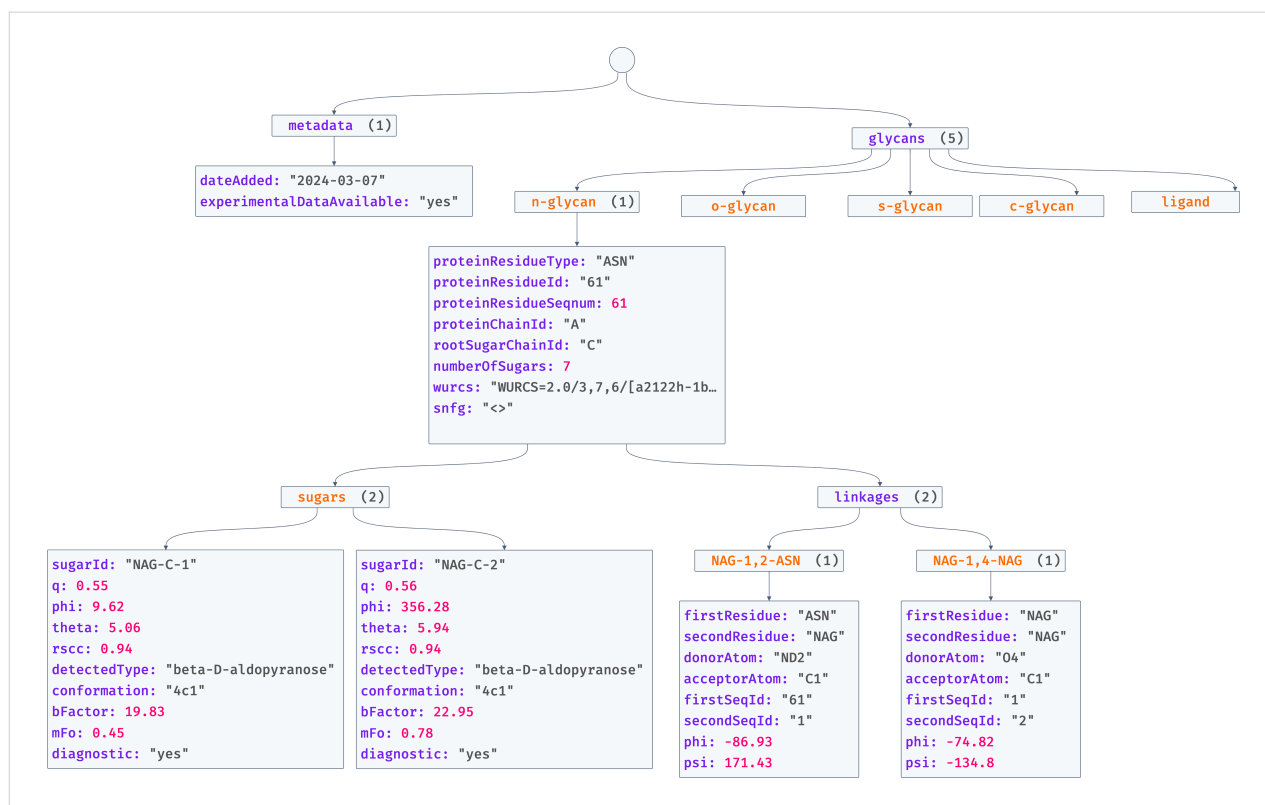 metadata (1)
glycans (5)
dateAdded: "2024-03-07"
experimentalDataAvailable: "yes"
n-glycan (1)
o-glycan
s-glycan
c-glycan
ligand
proteinResidueType: "ASN"
proteinResidueId: "61"
proteinResidueSeqnum: 61
proteinChainId: "A"
rootSugarChainId: "C"
numberOfSugars: 7
wurcs: "WURCS=2.0/3,7,6/[a2122h-1b…
snfg: "<>"
sugars (2)
linkages (2)
sugarId: "NAG-C-1"
q: 0.55
phi: 9.62
theta: 5.06
rscc: 0.94
detectedType: "beta-D-aldopyranose"
conformation: "4c1"
bFactor: 19.83
mFo: 0.45
diagnostic: "yes"
sugarId: "NAG-C-2"
q: 0.56
phi: 356.28
theta: 5.94
rscc: 0.94
detectedType: "beta-D-aldopyranose"
conformation: "4c1"
bFactor: 22.95
mFo: 0.78
diagnostic: "yes"
NAG-1,2-ASN (1)
firstResidue: "ASN"
secondResidue: "NAG"
donorAtom: "ND2"
acceptorAtom: "C1"
firstSeqId: "61"
secondSeqId: "1"
phi: -86.93
psi: 171.43
NAG-1,4-NAG (1)
firstResidue: "NAG"
secondResidue: "NAG"
donorAtom: "O4"
acceptorAtom: "C1"
firstSeqId: "1"
secondSeqId: "2"
phi: -74.82
psi: -134.8